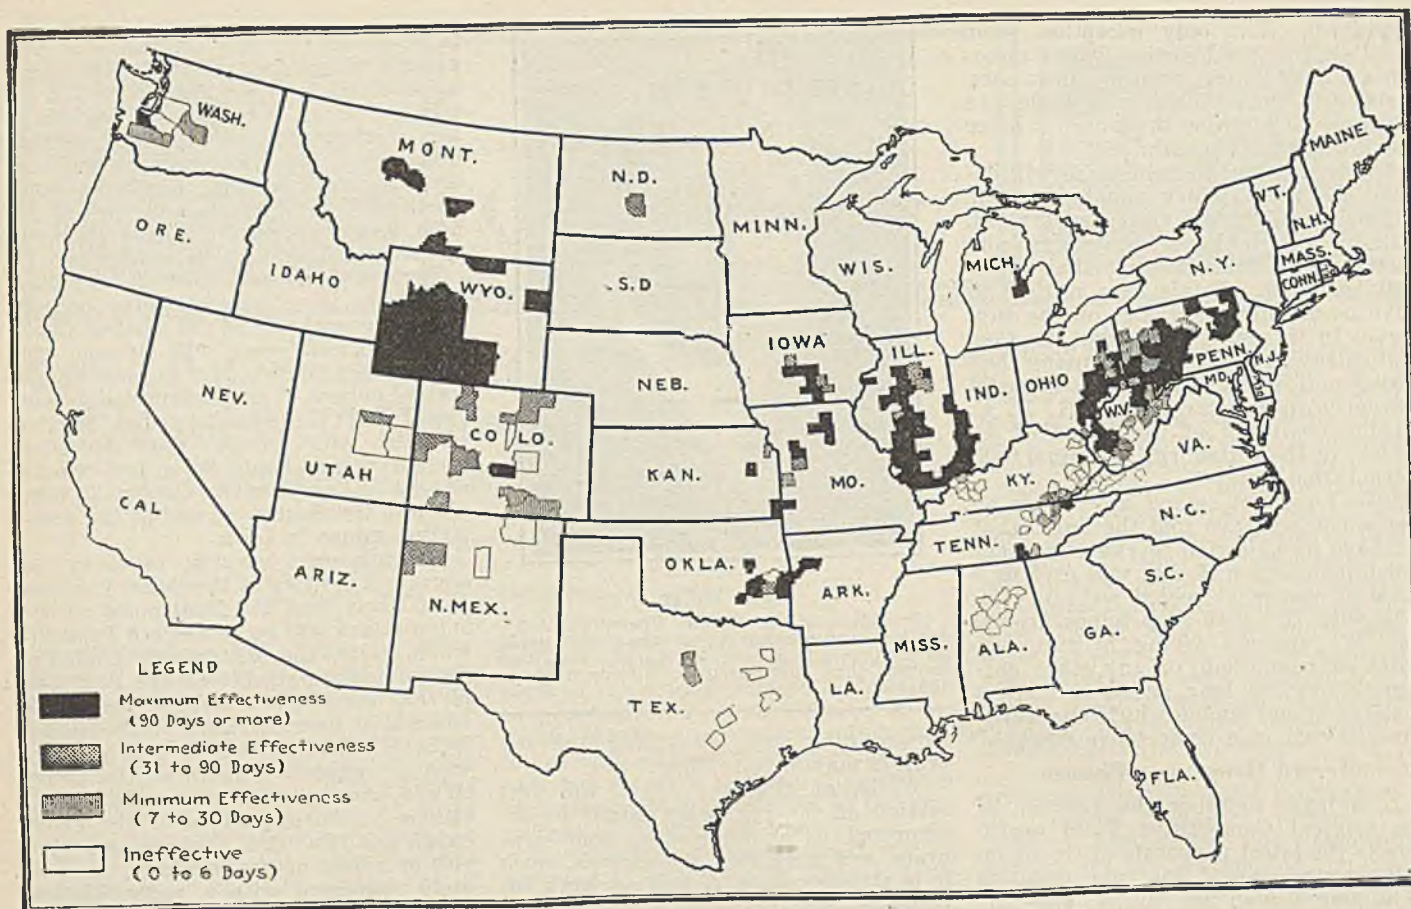 WASH.
MONT.
N.D.
MINN.
MAINE
VT.
N.H.
ORE.
IDAHO
WYO.
S.D
WIS.
MICH.
N.Y.
MASS.
CONN.
IOWA
ILL.
IND.
OHIO
PENN.
N.J.
MD.
NEV.
NEB.
W.V.
VA.
UTAH
COLO.
KAN.
MO.
KY.
CAL
N.C.
TENN.
ARIZ.
N.MEX.
OKLA.
ARK.
S.C.
MISS.
ALA.
GA.
TEX.
LA.
FLA.
LEGEND
Maximum Effectiveness
(90 Days or more)
Intermediate Effectiveness
(31 to 90 Days)
Minimum Effectiveness
(7 to 30 Days)
Ineffective
(0 to 6 Days)